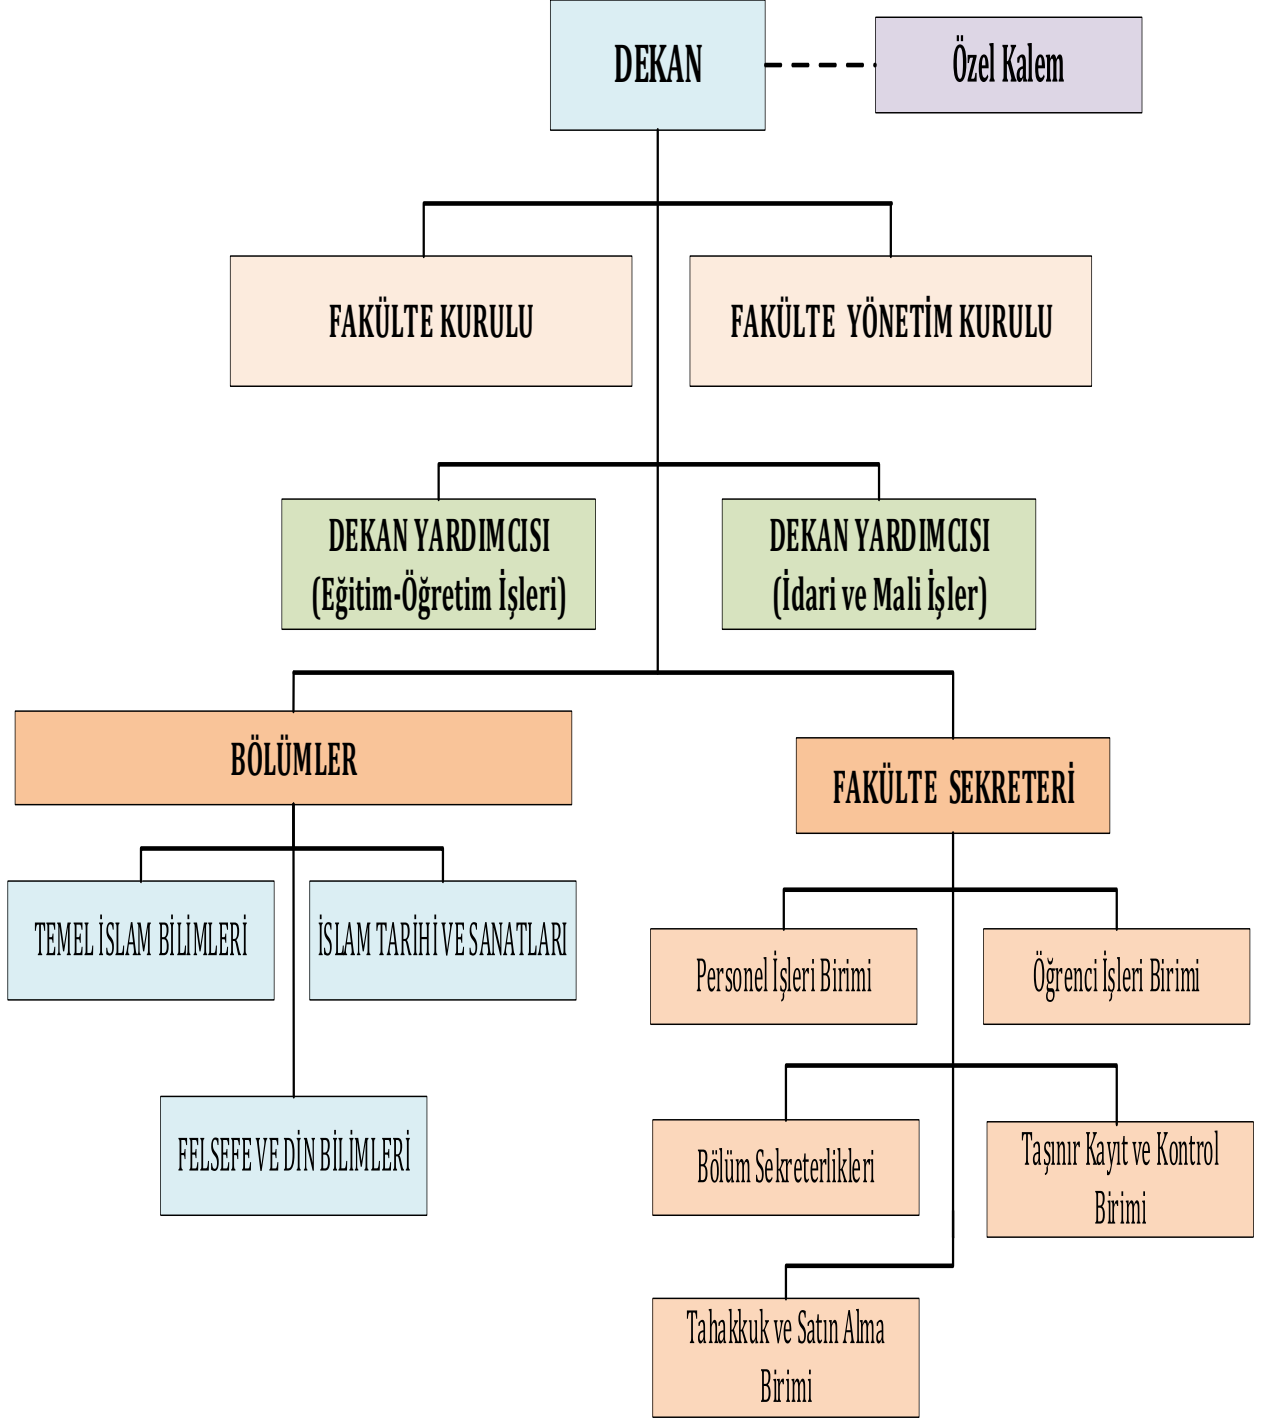 DEKAN
Özel Kalem
FAKÜLTE KURULU
FAKÜLTE YÖNETİM KURULU
DEKAN YARDIMCISI
(Eğitim-Öğretim İşleri)
DEKAN YARDIMCISI
(İdari ve Mali İşler)
BÖLÜMLER
FAKÜLTE SEKRETERİ
TEMEL İSLAM BİLİMLERİ
İSLAM TARİHİ VE SANATLARI
Personel İşleri Birimi
Öğrenci İşleri Birimi
FELSEFE VE DİN BİLİMLERİ
Bölüm Sekreterlikleri
Taşınır Kayıt ve Kontrol
Birimi
Tahakkuk ve Satın Alma
Birimi